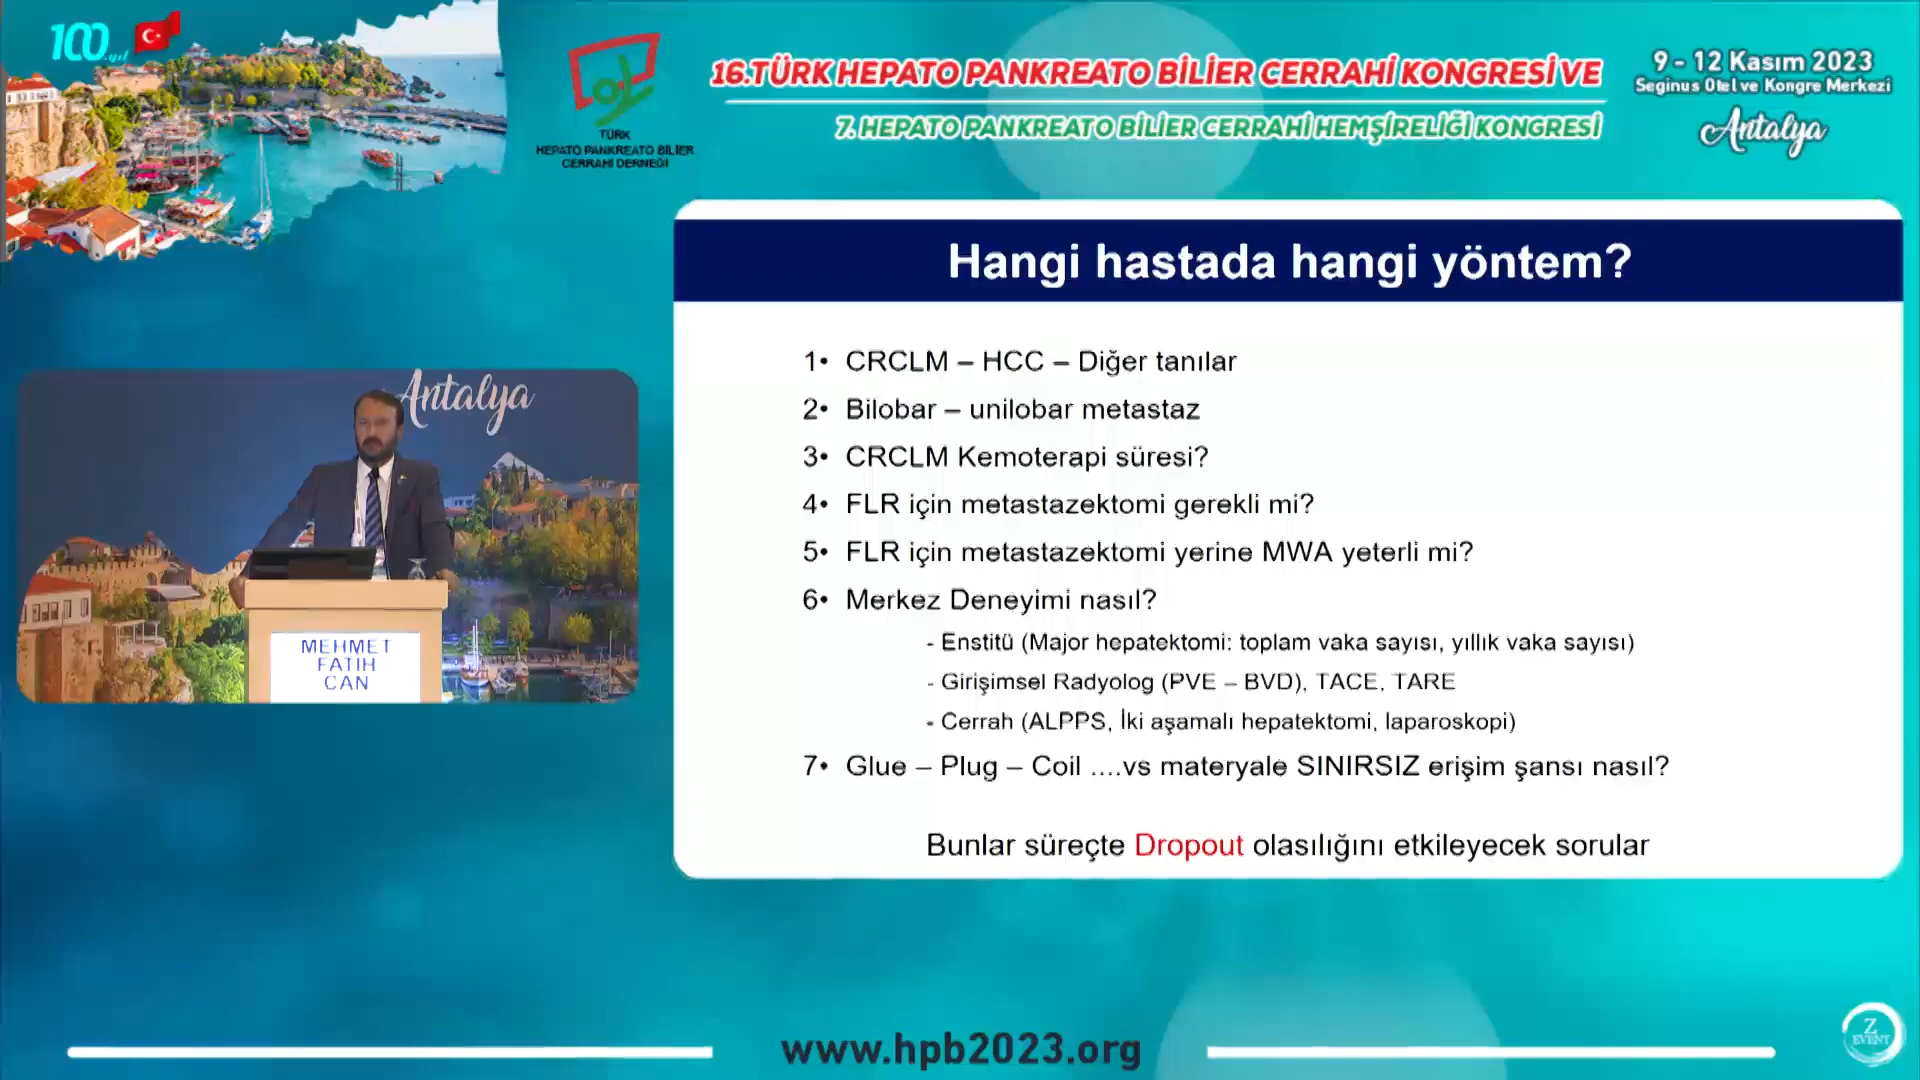 100.yıl
TÜRK
HEPATO PANKREATO BİLİER
CERRAHİ DERNEĞİ
16.TÜRK HEPATO PANKREATO BİLİER CERRAHİ KONGRESİ VE
7. HEPATO PANKREATO BİLİER CERRAHİ HEMŞİRELİĞİ KONGRESİ
9 - 12 Kasım 2023
Seginus Otel ve Kongre Merkezi
Antalya
Hangi hastada hangi yöntem?
1• CRCLM – HCC – Diğer tanılar
2• Bilobar – unilobar metastaz
3• CRCLM Kemoterapi süresi?
4• FLR için metastazektomi gerekli mi?
5• FLR için metastazektomi yerine MWA yeterli mi?
6• Merkez Deneyimi nasıl?
- Enstitü (Major hepatektomi: toplam vaka sayısı, yıllık vaka sayısı)
- Girişimsel Radyolog (PVE – BVD), TACE, TARE
- Cerrah (ALPPS, İki aşamalı hepatektomi, laparoskopi)
7• Glue – Plug – Coil ....vs materyale SINIRSIZ erişim şansı nasıl?
Bunlar süreçte Dropout olasılığını etkileyecek sorular
Antalya
MEHMET
FATIH
CAN
www.hpb2023.org
Z
EVENT